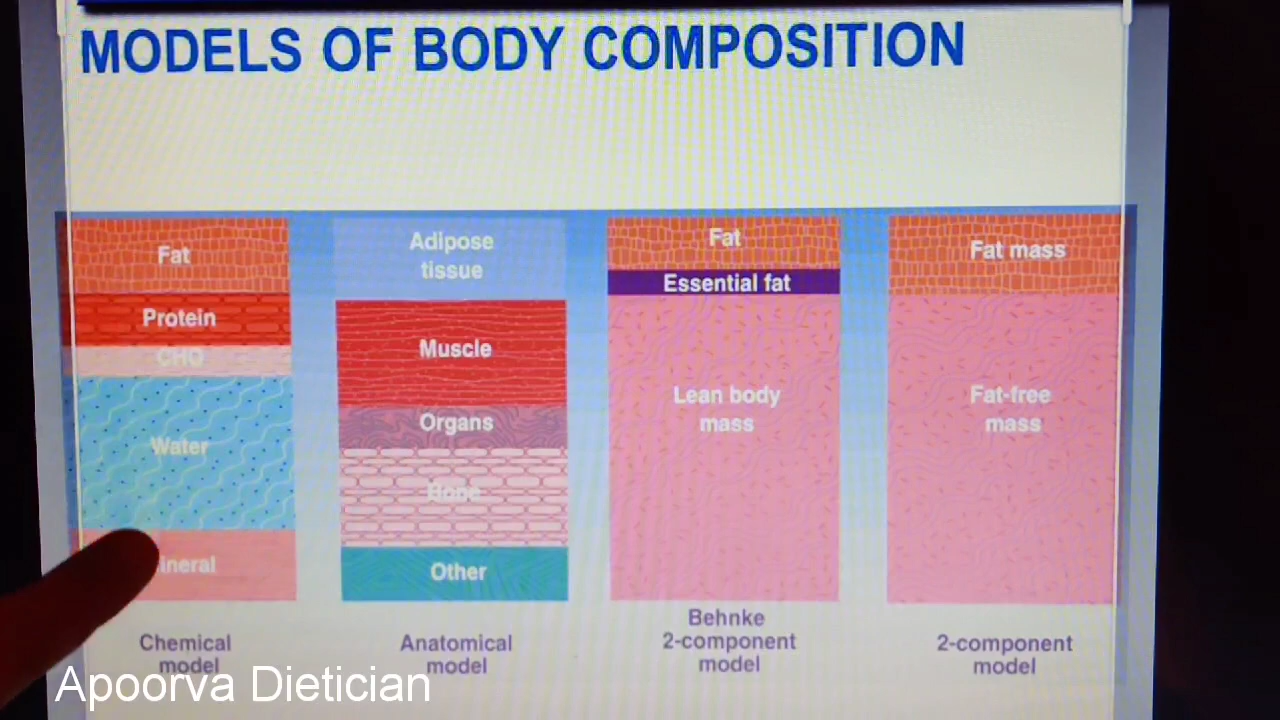 MODELS OF BODY COMPOSITION
Fat
Protein
CHO
Water
ineral
Chemical
model
Adipose
tissue
Muscle
Organs
Bone
Other
Anatomical
model
Fat
Essential fat
Lean body
mass
Behnke
2-component
model
Fat mass
Fat-free
mass
2-component
model
Apoorva Dietician